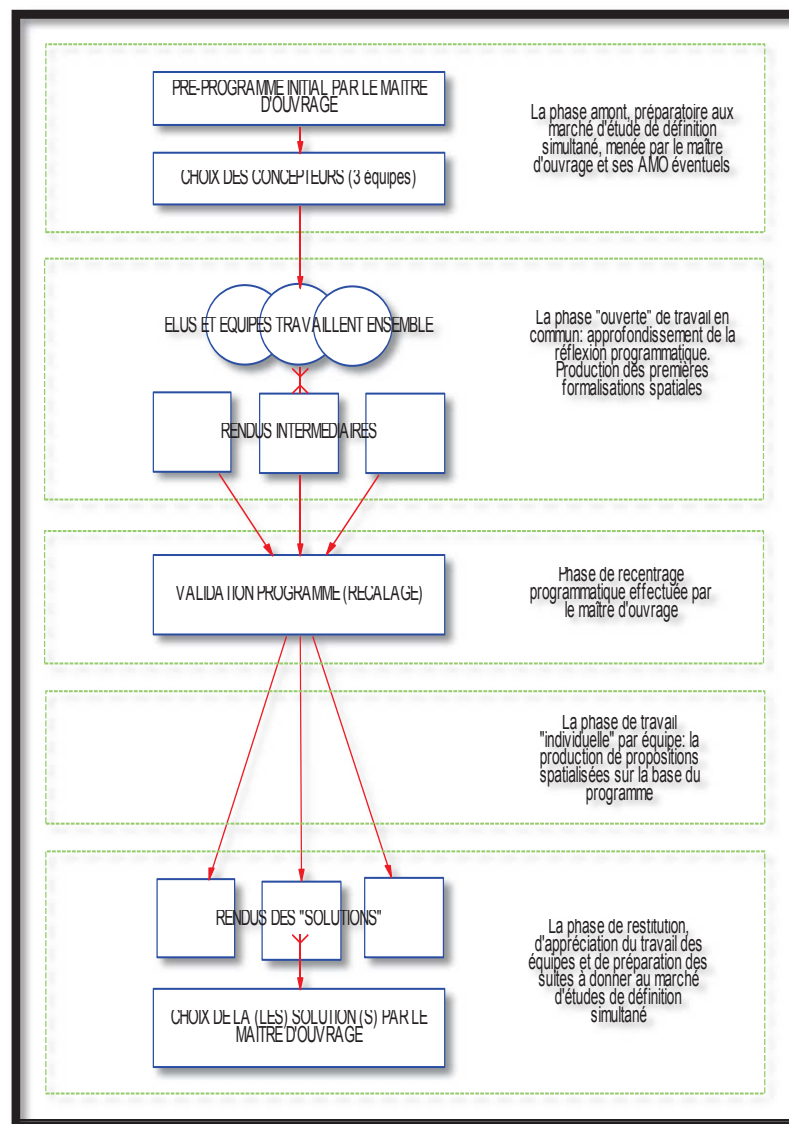 PRE-PROGRAMME INITIAL PAR LE MAITRE
D'OUVRAGE
La phase amont, préparatoire aux
marché d'étude de définition
simultané, menée par le maître
d'ouvrage et ses AMO éventuels
CHOIX DES CONCEPTEURS (3 équipes)
ELUS ET EQUIPES TRAVAILLENT ENSEMBLE
La phase "ouverte" de travail en
commun: approfondissement de la
réflexion programmatique.
Production des premières
formalisations spatiales
RENDUS INTERMEDIAIRES
VALIDATION PROGRAMME (RECALAGE)
Phase de recentrage
programmatique effectuée par
le maître d'ouvrage
La phase de travail
"individuelle" par équipe: la
production de propositions
spatialisées sur la base du
programme
RENDUS DES "SOLUTIONS"
La phase de restitution,
d'appréciation du travail des
équipes et de préparation des
suites à donner au marché
d'études de définition
simultané
CHOIX DE LA (LES) SOLUTION (S) PAR LE
MAITRE D'OUVRAGE